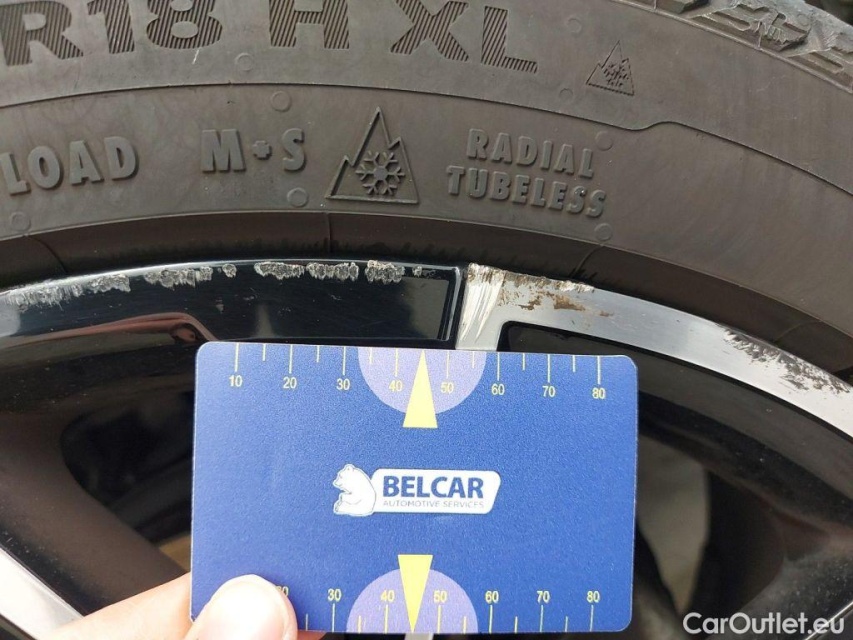 R18 H XL
LOAD M+S RADIAL
TUBELESS
10 20 30 40 50 60 70 80
BELCAR
AUTOMOTIVE SERVICES
30 40 50 60 70 80
CarOutlet.eu